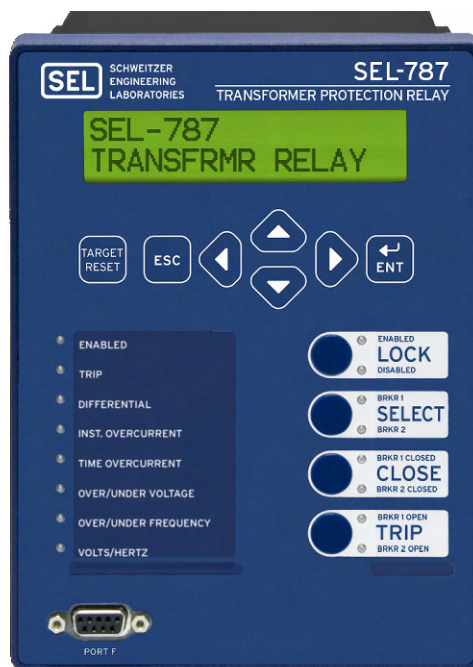 SEL
SCHWEITZER
ENGINEERING
LABORATORIES
SEL-787
TRANSFORMER PROTECTION RELAY
SEL-787
TRANSFRMR RELAY
TARGET
RESET
ESC
ENT
ENABLED
TRIP
DIFFERENTIAL
INST. OVERCURRENT
TIME OVERCURRENT
OVER/UNDER VOLTAGE
OVER/UNDER FREQUENCY
VOLTS/HERTZ
ENABLED
LOCK
DISABLED
BRKR 1
SELECT
BRKR 2
BRKR 1 CLOSED
CLOSE
BRKR 2 CLOSED
BRKR 1 OPEN
TRIP
BRKR 2 OPEN
PORT F